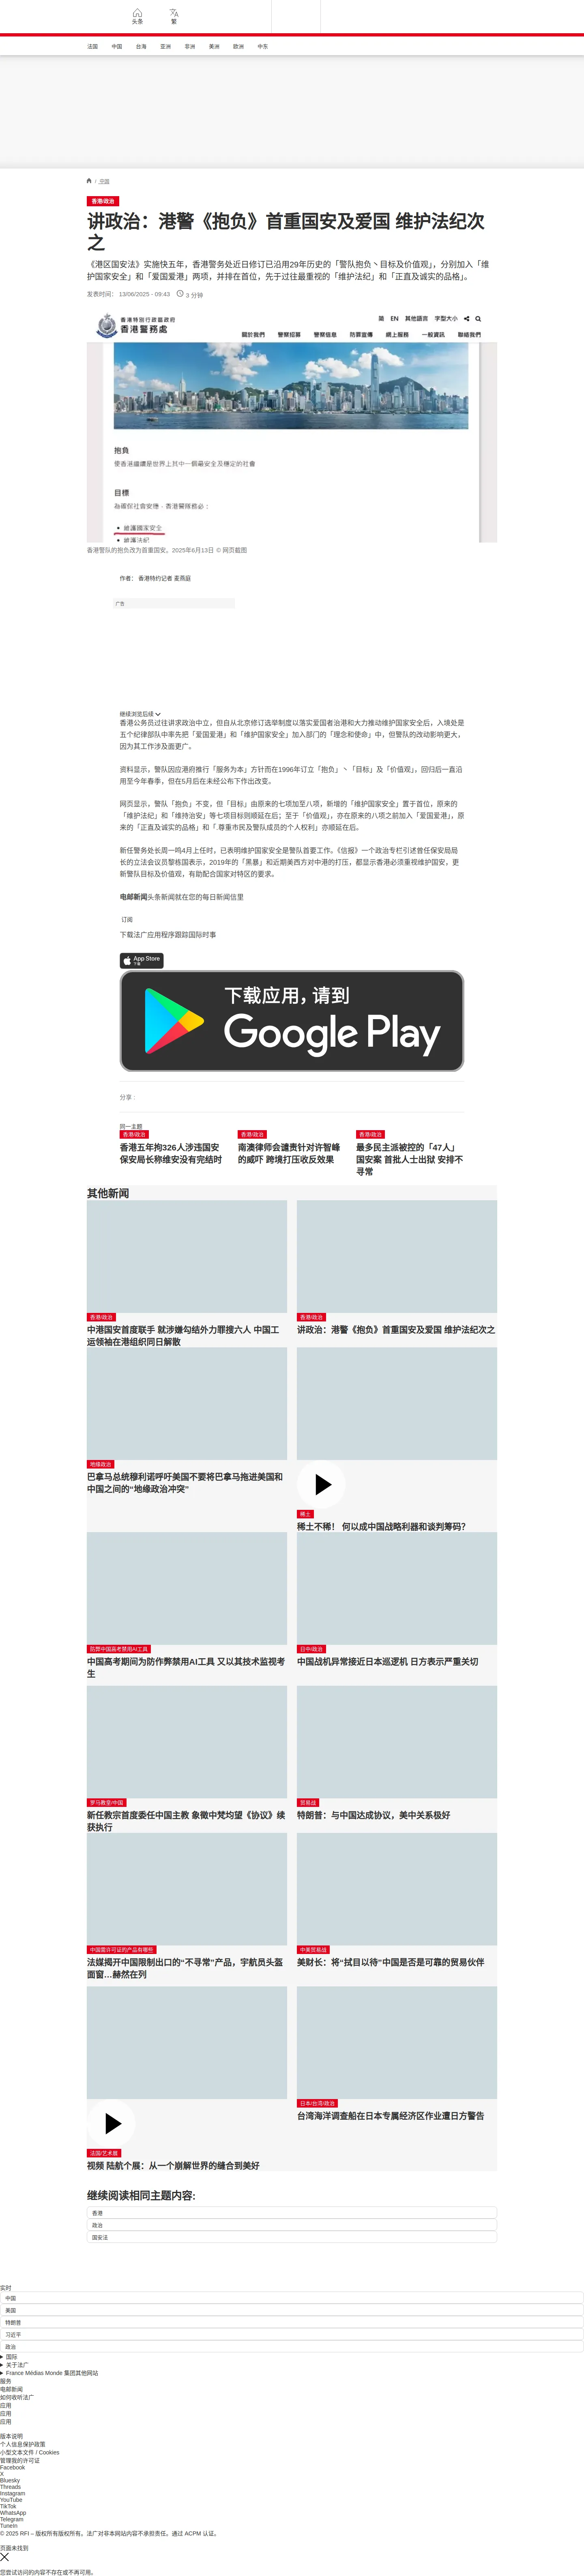 头条
繁
法国
中国
台海
亚洲
非洲
美洲
欧洲
中东
/ 中国
香港/政治
讲政治：港警《抱负》首重国安及爱国 维护法纪次
之
《港区国安法》实施快五年，香港警务处近日修订已沿用29年历史的「警队抱负丶目标及价值观」，分别加入「维
护国家安全」和「爱国爱港」两项，并排在首位，先于过往最重视的「维护法纪」和「正直及诚实的品格」。
发表时间： 13/06/2025 - 09:43
3 分钟
香港特別行政區政府
香港警務處
簡 EN 其他語言 字型大小
關於我們 警察招募 警察信息 防罪宣傳 網上服務 一般資訊 聯絡我們
抱負
使香港繼續是世界上其中一個最安全及穩定的社會
目標
為確保社會安穩，香港警隊務必：
維護國家安全
維護法紀
香港警队的抱负改为首重国安。2025年6月13日 © 网页截图
作者： 香港特约记者 麦燕庭
广告
继续浏览后续
香港公务员过往讲求政治中立，但自从北京修订选举制度以落实爱国者治港和大力推动维护国家安全后，入境处是
五个纪律部队中率先把「爱国爱港」和「维护国家安全」加入部门的「理念和使命」中，但警队的改动影响更大，
因为其工作涉及面更广。
资料显示，警队因应港府推行「服务为本」方针而在1996年订立「抱负」丶「目标」及「价值观」，回归后一直沿
用至今年春季，但在5月后在未经公布下作出改变。
网页显示，警队「抱负」不变，但「目标」由原来的七项加至八项，新增的「维护国家安全」置于首位，原来的
「维护法纪」和「维持治安」等七项目标则顺延在后；至于「价值观」，亦在原来的八项之前加入「爱国爱港」，原
来的「正直及诚实的品格」和「.尊重市民及警队成员的个人权利」亦顺延在后。
新任警务处长周一鸣4月上任时，已表明维护国家安全是警队首要工作。《信报》一个政治专栏引述曾任保安局局
长的立法会议员黎栋国表示，2019年的「黑暴」和近期美西方对中港的打压，都显示香港必须重视维护国安，更
新警队目标及价值观，有助配合国家对特区的要求。
电邮新闻头条新闻就在您的每日新闻信里
订阅
下载法广应用程序跟踪国际时事
App Store
下载
下载应用，请到
Google Play
分享 :
同一主题
香港/政治
香港五年拘326人涉违国安
保安局长称维安没有完结时
香港/政治
南澳律师会谴责针对许智峰
的威吓 跨境打压收反效果
香港/政治
最多民主派被控的「47人」
国安案 首批人士出狱 安排不
寻常
其他新闻
香港/政治
中港国安首度联手 就涉嫌勾结外力罪搜六人 中国工
运领袖在港组织同日解散
香港/政治
讲政治：港警《抱负》首重国安及爱国 维护法纪次之
地缘政治
巴拿马总统穆利诺呼吁美国不要将巴拿马拖进美国和
中国之间的“地缘政治冲突”
稀土
稀土不稀！ 何以成中国战略利器和谈判筹码？
防弊中国高考禁用AI工具
中国高考期间为防作弊禁用AI工具 又以其技术监视考
生
日中/政治
中国战机异常接近日本巡逻机 日方表示严重关切
罗马教皇/中国
新任教宗首度委任中国主教 象徵中梵均望《协议》续
获执行
贸易战
特朗普：与中国达成协议，美中关系极好
中国需许可证的产品有哪些
法媒揭开中国限制出口的“不寻常”产品，宇航员头盔
面窗…赫然在列
中美贸易战
美财长：将“拭目以待”中国是否是可靠的贸易伙伴
法国/艺术展
视频 陆航个展：从一个崩解世界的缝合到美好
日本/台湾/政治
台湾海洋调查船在日本专属经济区作业遭日方警告
继续阅读相同主题内容:
香港
政治
国安法
实时
中国
美国
特朗普
习近平
政治
国际
关于法广
France Médias Monde 集团其他网站
服务
电邮新闻
如何收听法广
应用
应用
应用
版本说明
个人信息保护政策
小型文本文件 / Cookies
管理我的许可证
Facebook
X
Bluesky
Threads
Instagram
YouTube
TikTok
WhatsApp
Telegram
TuneIn
© 2025 RFI – 版权所有版权所有。法广对非本网站内容不承担责任。通过 ACPM 认证。
页面未找到
您尝试访问的内容不存在或不再可用。